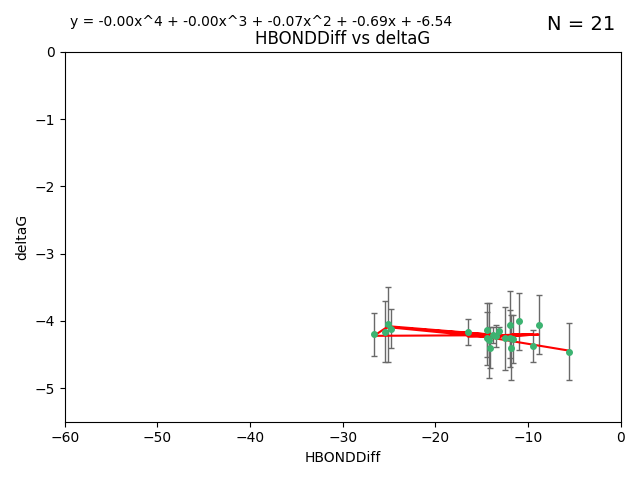 y = -0.00x^4 + -0.00x^3 + -0.07x^2 + -0.69x + -6.54
N = 21
HBONDDiff vs deltaG
0
−1
−2
−3
−4
−5
deltaG
−60
−50
−40
−30
−20
−10
0
HBONDDiff